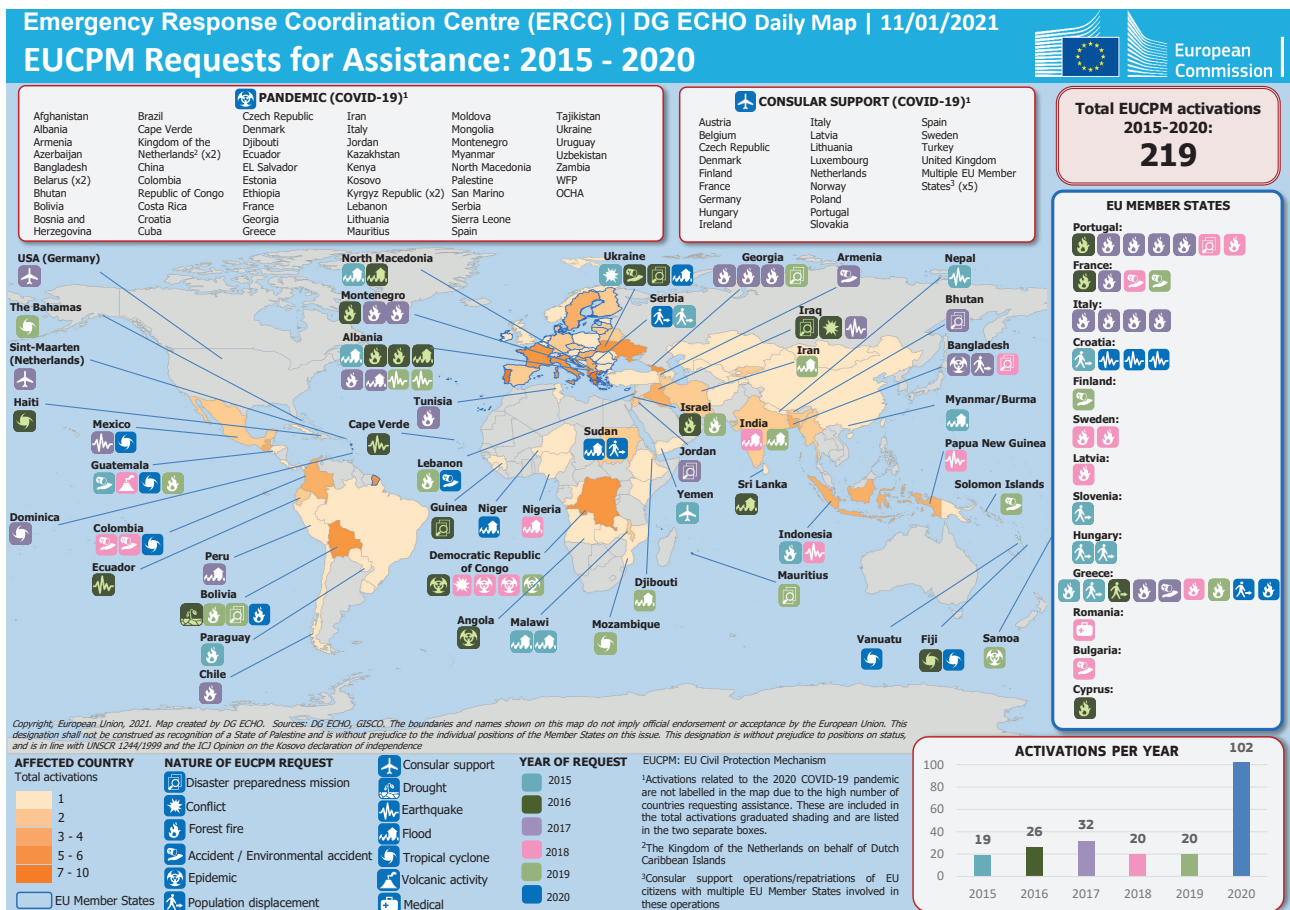 Emergency Response Coordination Centre (ERCC) | DG ECHO Daily Map | 11/01/2021
EUCPM Requests for Assistance: 2015 - 2020
European
Commission
PANDEMIC (COVID-19)1
Afghanistan
Albania
Armenia
Azerbaijan
Bangladesh
Belarus (x2)
Bhutan
Bolivia
Bosnia and
Herzegovina
Brazil
Cape Verde
Kingdom of the
Netherlands2 (x2)
China
Colombia
Republic of Congo
Costa Rica
Croatia
Cuba
Czech Republic
Denmark
Djibouti
Ecuador
EL Salvador
Estonia
Ethiopia
France
Georgia
Greece
Iran
Italy
Jordan
Kazakhstan
Kenya
Kosovo
Kyrgyz Republic (x2)
Lebanon
Lithuania
Mauritius
Moldova
Mongolia
Montenegro
Myanmar
North Macedonia
Palestine
San Marino
Serbia
Sierra Leone
Spain
Tajikistan
Ukraine
Uruguay
Uzbekistan
Zambia
WFP
OCHA
CONSULAR SUPPORT (COVID-19)1
Austria
Belgium
Czech Republic
Denmark
Finland
France
Germany
Hungary
Ireland
Italy
Latvia
Lithuania
Luxembourg
Netherlands
Norway
Poland
Portugal
Slovakia
Spain
Sweden
Turkey
United Kingdom
Multiple EU Member
States3 (x5)
Total EUCPM activations
2015-2020:
219
EU MEMBER STATES
Portugal:
France:
Italy:
Croatia:
Finland:
Sweden:
Latvia:
Slovenia:
Hungary:
Greece:
Romania:
Bulgaria:
Cyprus:
USA (Germany)
The Bahamas
Sint-Maarten
(Netherlands)
Haiti
Mexico
Guatemala
Dominica
Colombia
Ecuador
Peru
Bolivia
Paraguay
Chile
North Macedonia
Montenegro
Albania
Tunisia
Cape Verde
Lebanon
Guinea
Niger
Nigeria
Democratic Republic
of Congo
Angola
Malawi
Mozambique
Djibouti
Sudan
Ukraine
Serbia
Georgia
Armenia
Iraq
Iran
Israel
Jordan
Yemen
India
Sri Lanka
Nepal
Bhutan
Bangladesh
Myanmar/Burma
Papua New Guinea
Solomon Islands
Indonesia
Mauritius
Vanuatu
Fiji
Samoa
Copyright, European Union, 2021. Map created by DG ECHO. Sources: DG ECHO, GISCO. The boundaries and names shown on this map do not imply official endorsement or acceptance by the European Union. This
designation shall not be construed as recognition of a State of Palestine and is without prejudice to the individual positions of the Member States on this issue. This designation is without prejudice to positions on status,
and is in line with UNSCR 1244/1999 and the ICJ Opinion on the Kosovo declaration of independence
AFFECTED COUNTRY
Total activations
1
2
3 - 4
5 - 6
7 - 10
EU Member States
NATURE OF EUCPM REQUEST
Disaster preparedness mission
Conflict
Forest fire
Accident / Environmental accident
Epidemic
Population displacement
Consular support
Drought
Earthquake
Flood
Tropical cyclone
Volcanic activity
Medical
YEAR OF REQUEST
2015
2016
2017
2018
2019
2020
EUCPM: EU Civil Protection Mechanism
1Activations related to the 2020 COVID-19 pandemic
are not labelled in the map due to the high number of
countries requesting assistance. These are included in
the total activations graduated shading and are listed
in the two separate boxes.
2The Kingdom of the Netherlands on behalf of Dutch
Caribbean Islands
3Consular support operations/repatriations of EU
citizens with multiple EU Member States involved in
these operations
ACTIVATIONS PER YEAR
100
80
60
40
20
0
19
26
32
20
20
102
2015
2016
2017
2018
2019
2020